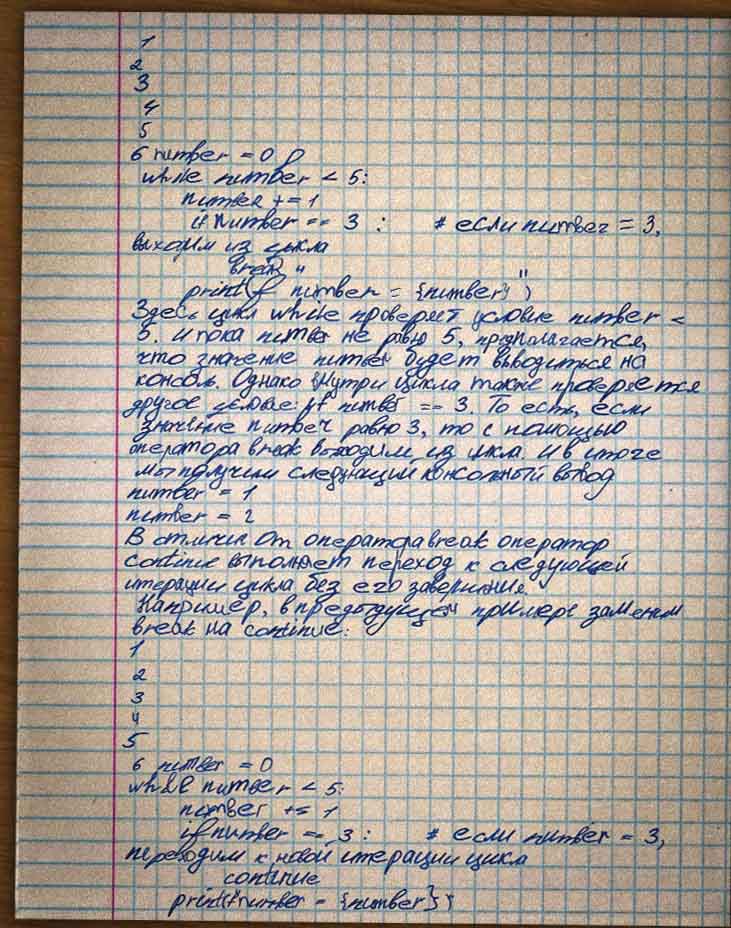 1
2
3
4
5
6 number = 0
while number < 5:
number += 1
if number == 3 : # если number = 3,
выходим из цикла
break
print(f"number = {number}")
Здесь цикл while проверяет условие number <
5. И пока number не равно 5, предполагается,
что значение number будет выводиться на
консоль. Однако внутри цикла также проверяется
другое условие: if number == 3. То есть, если
значение number равно 3, то с помощью
оператора break выходим из цикла. И в итоге
мы получим следующий консольный вывод
number = 1
number = 2
В отличии от оператора break оператор
continue выполняет переход к следующей
итерации цикла без его завершения.
Например, в предыдущем примере заменим
break на continue:
1
2
3
4
5
6 number = 0
while number < 5:
number += 1
if number == 3 : # если number = 3,
переходим к новой итерации цикла
continue
print(f"number = {number}")